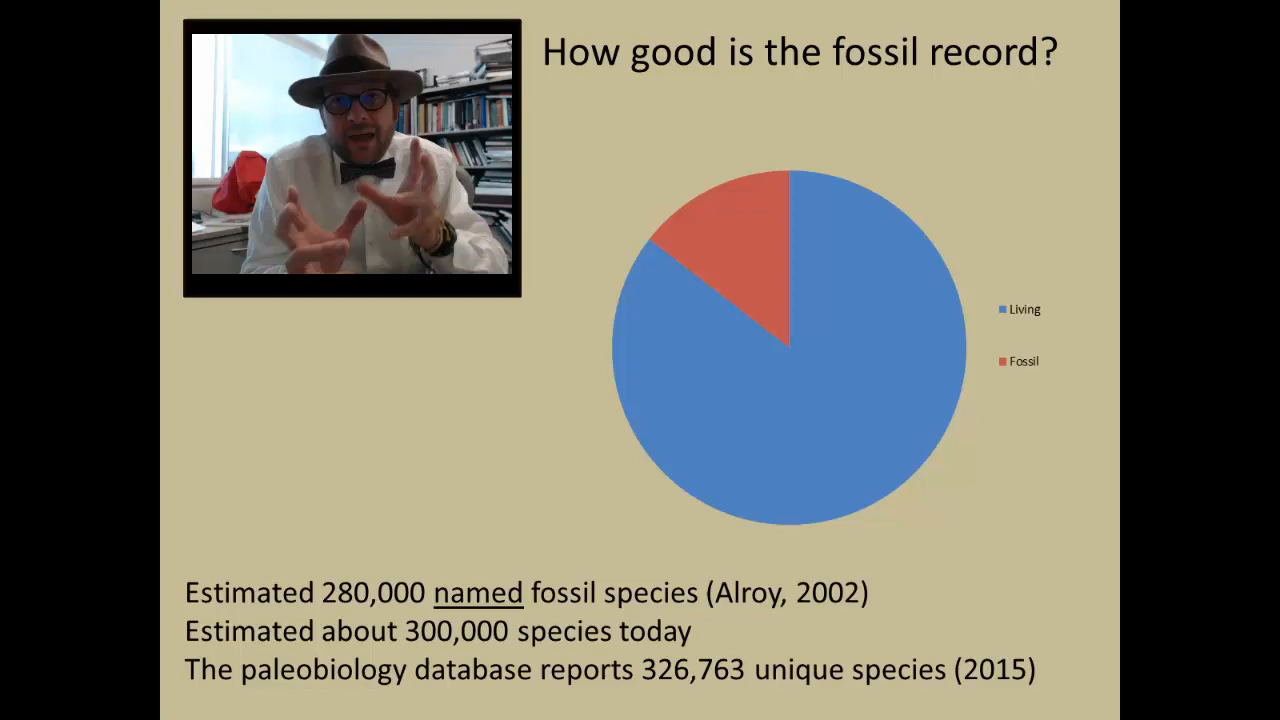 How good is the fossil record?
Living
Fossil
Estimated 280,000 named fossil species (Alroy, 2002)
Estimated about 300,000 species today
The paleobiology database reports 326,763 unique species (2015)